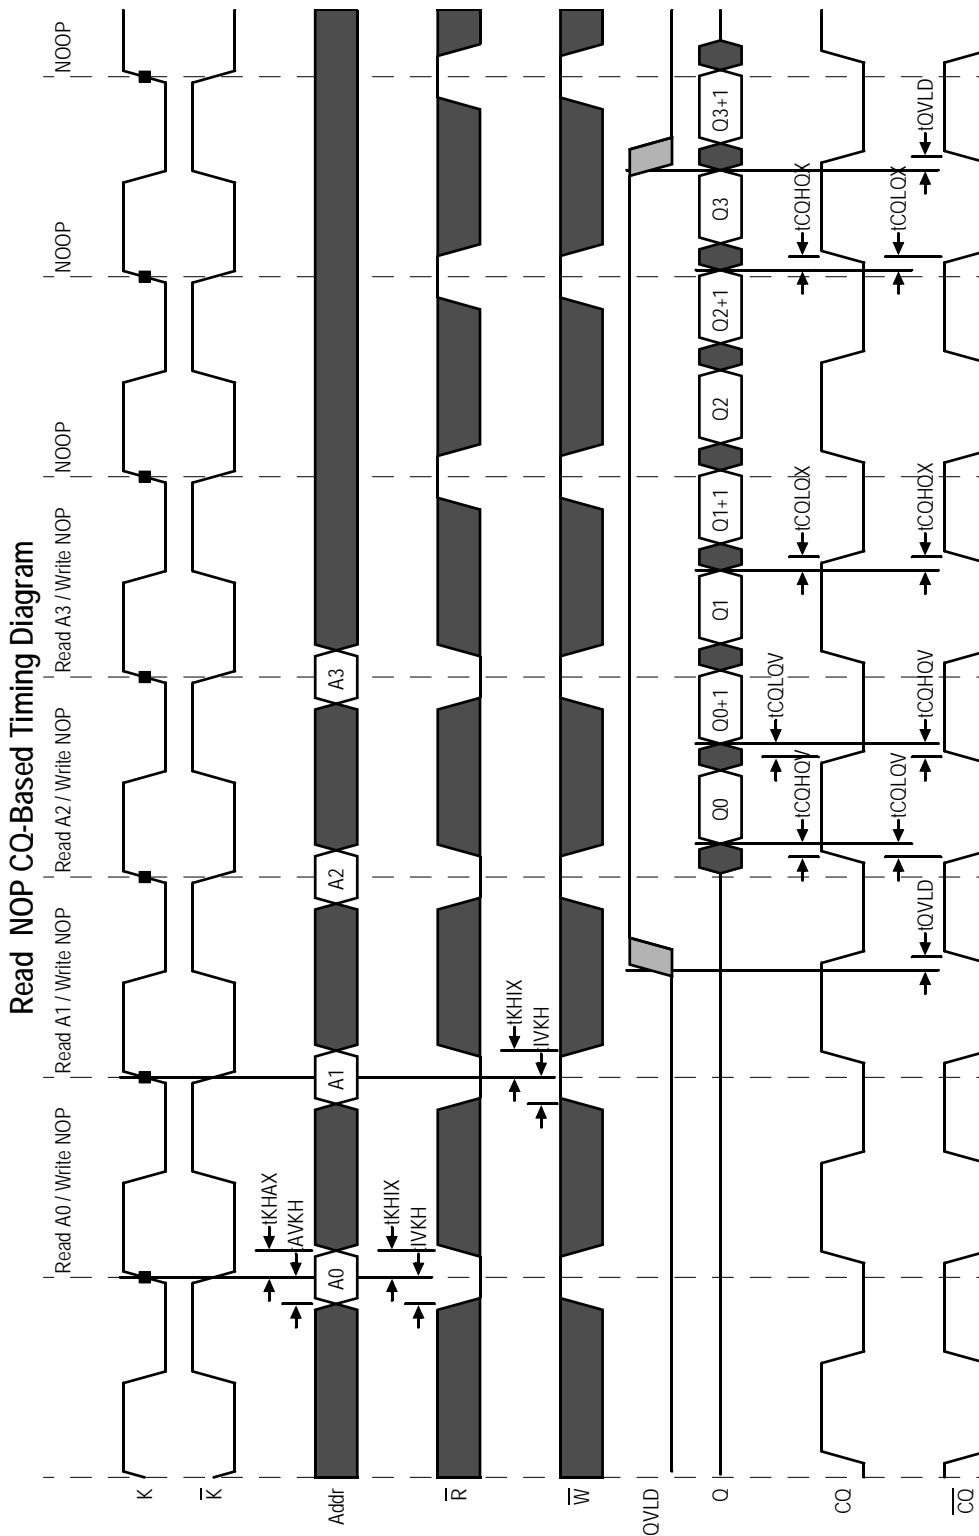 Read NOP CQ-Based Timing Diagram
Read A0 / Write NOP
Read A1 / Write NOP
Read A2 / Write NOP
Read A3 / Write NOP
NOOP
NOOP
NOOP
K
K̅
tKHAX
tAVKH
Addr
A0
A1
A2
A3
tKHIX
tIVKH
R̅
tKHIX
tIVKH
W̅
QVLD
Q
Q0
Q0+1
Q1
Q1+1
Q2
Q2+1
Q3
Q3+1
tCQLQV
tCQHQV
tCQLQX
tCQHQX
CQ
tCQLQV
tCQLQX
tQVLD
tCQHQV
tCQHQX
tQVLD
C̅Q̅